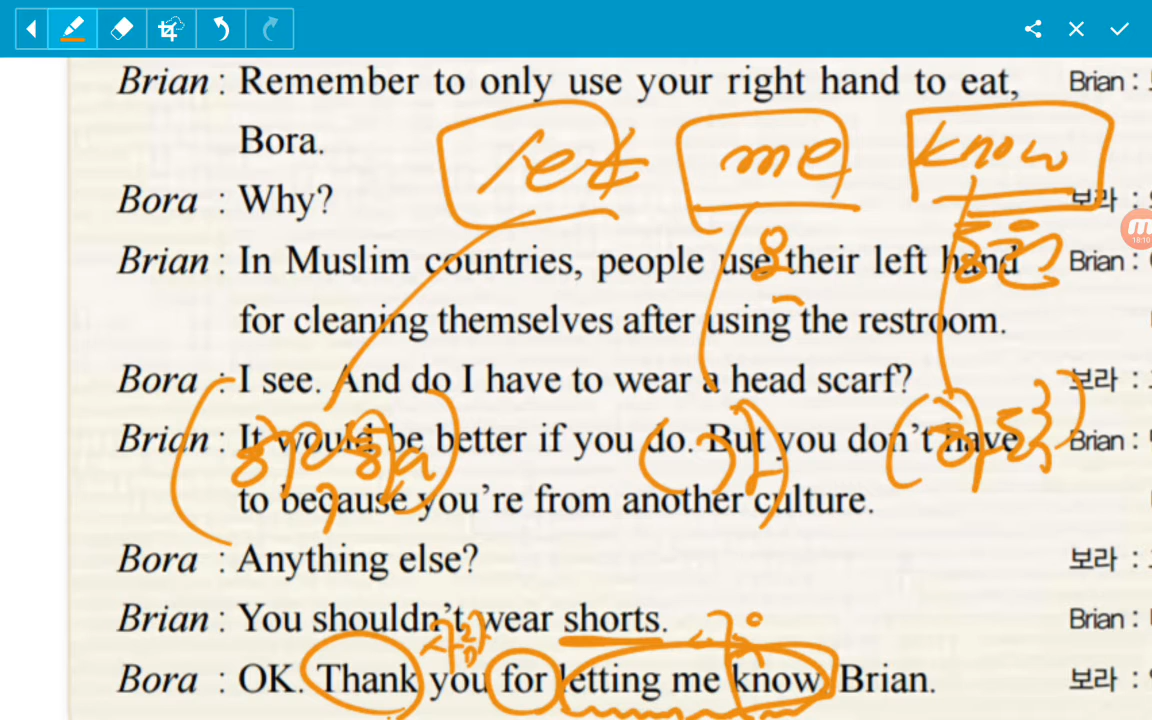 Brian : Remember to only use your right hand to eat, Brian :
Bora.
let me know
Bora : Why? 보라 :
Brian : In Muslim countries, people use their left hand Brian :
for cleaning themselves after using the restroom.
Bora : I see. And do I have to wear a head scarf? 보라 :
Brian : It would be better if you do. But you don't have Brian :
to because you're from another culture.
Bora : Anything else? 보라 :
Brian : You shouldn't wear shorts. Brian :
Bora : OK. Thank you for letting me know, Brian. 보라 :